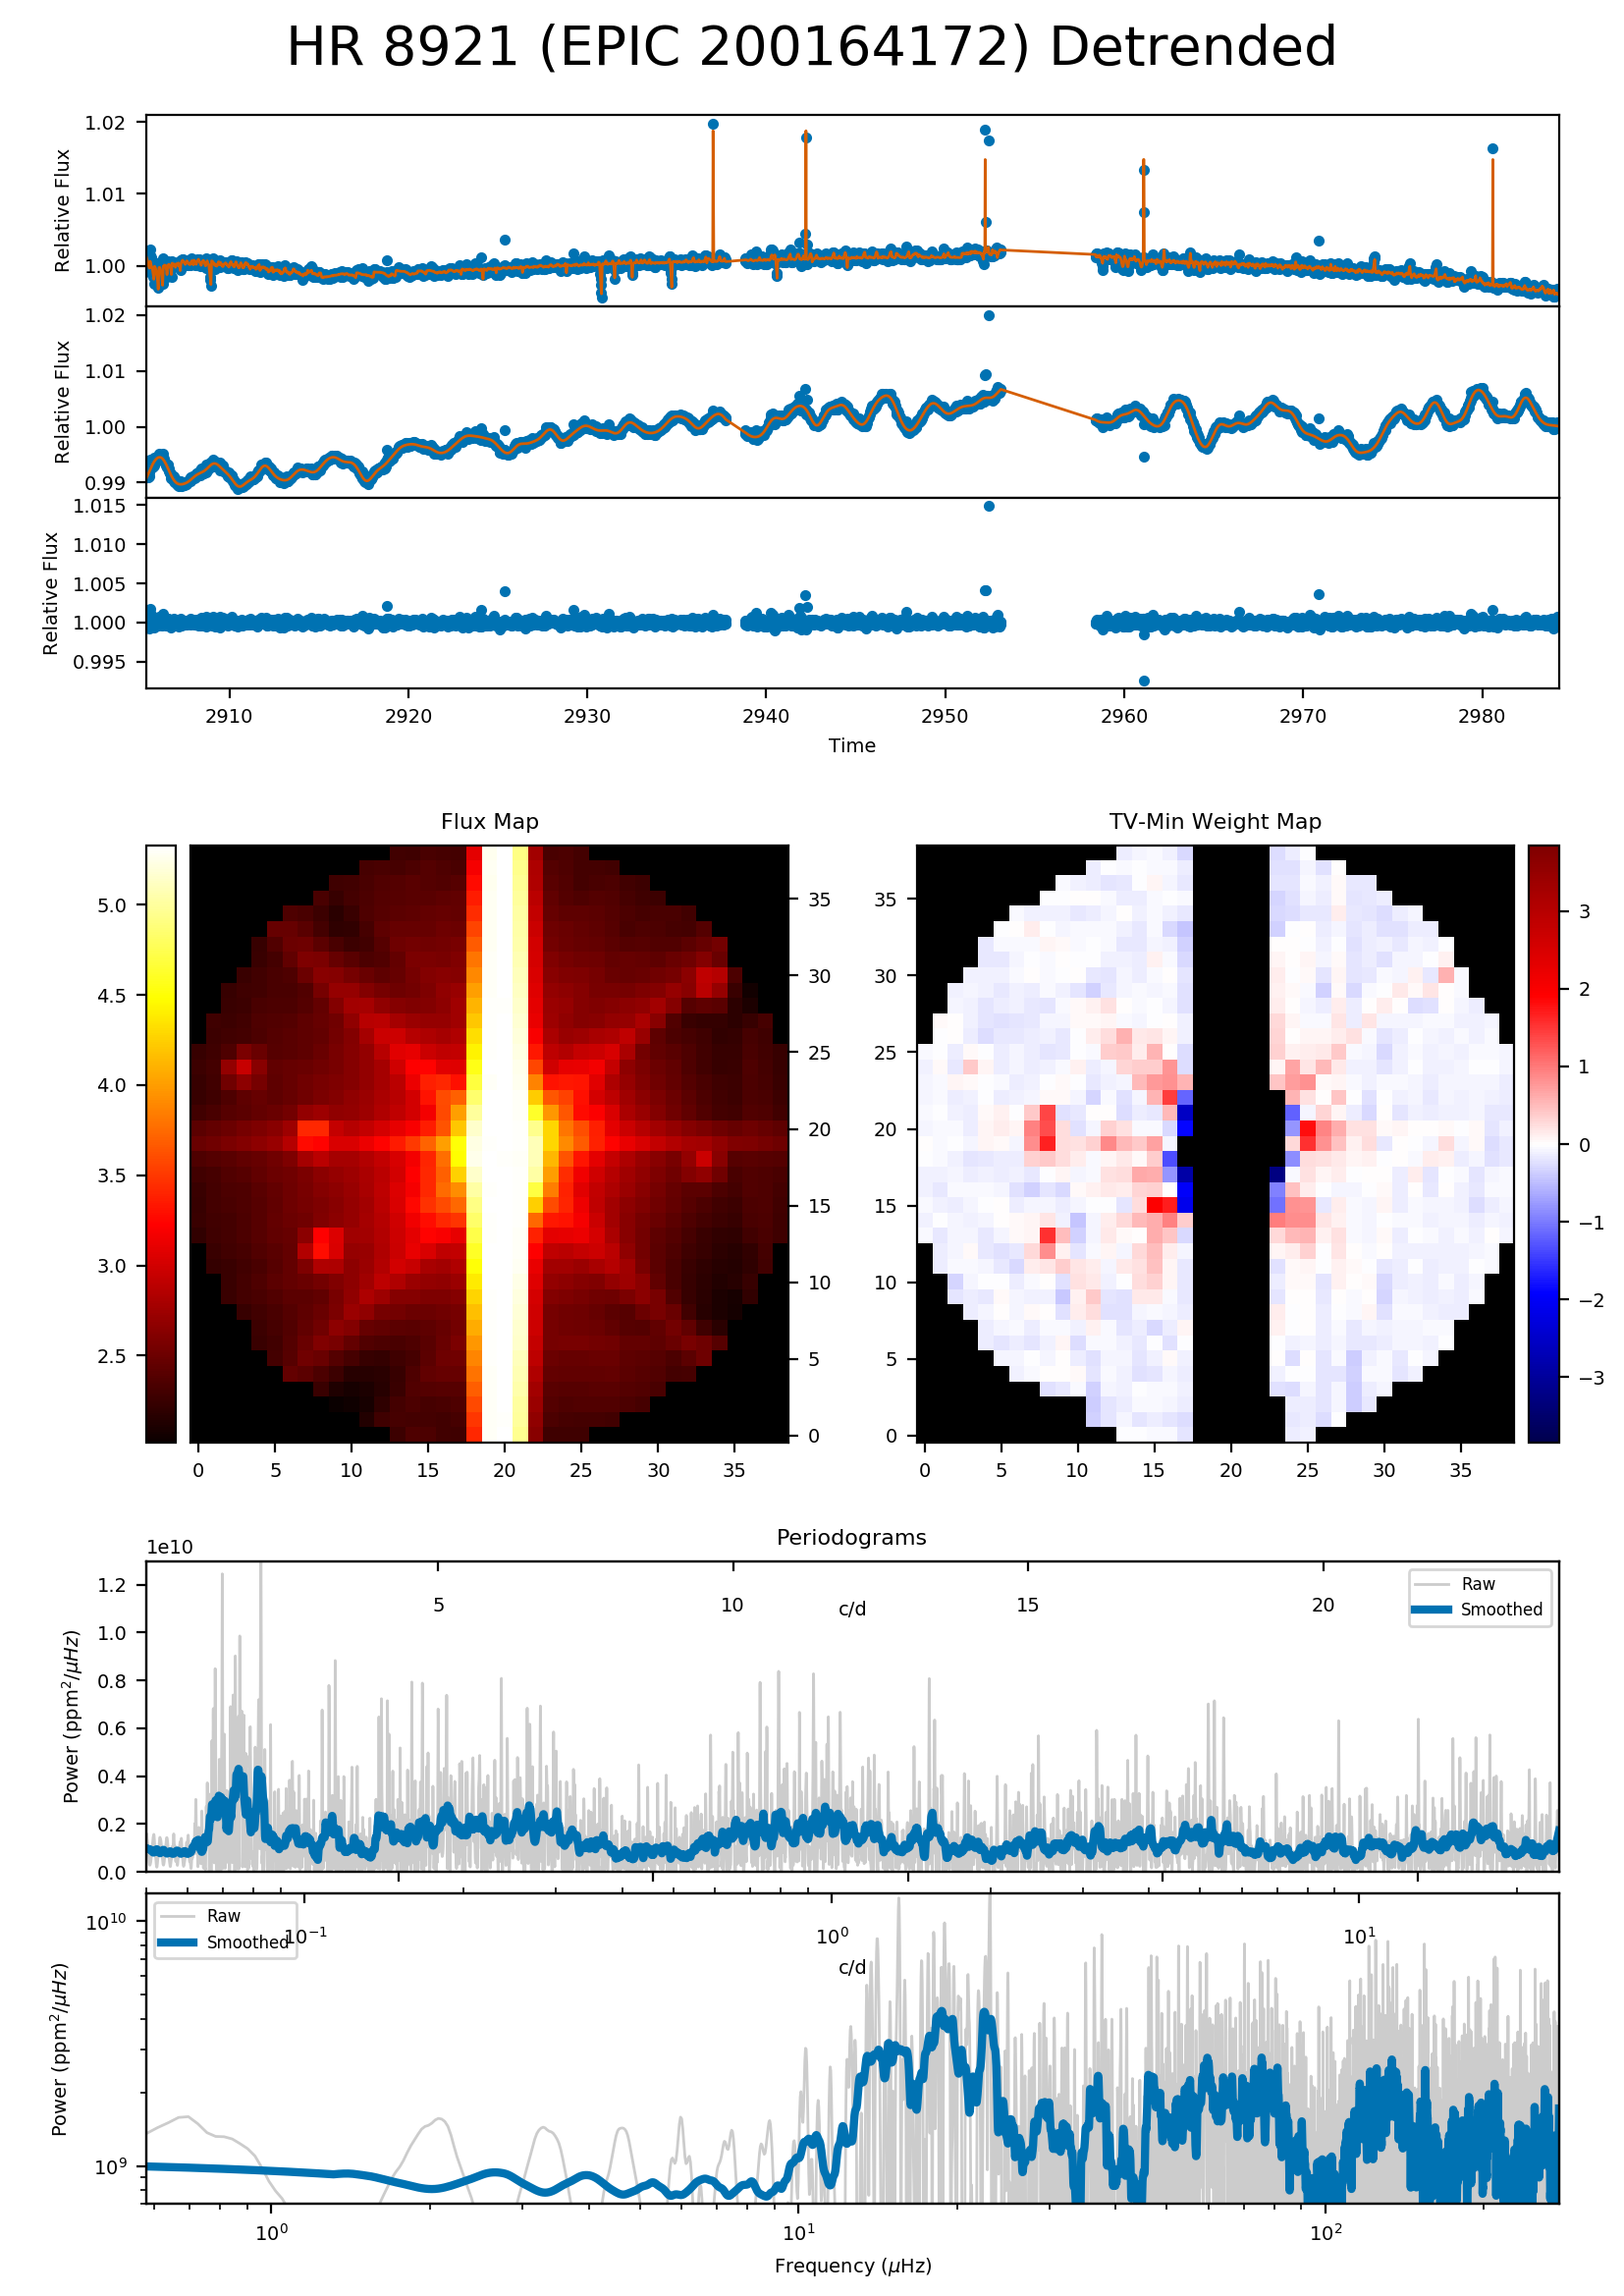 HR 8921 (EPIC 200164172) Detrended
1.02
1.01
1.00
Relative Flux
1.02
1.01
1.00
0.99
Relative Flux
1.015
1.010
1.005
1.000
0.995
Relative Flux
2910 2920 2930 2940 2950 2960 2970 2980
Time
Flux Map
5.0
4.5
4.0
3.5
3.0
2.5
35
30
25
20
15
10
5
0
0 5 10 15 20 25 30 35
TV-Min Weight Map
35
30
25
20
15
10
5
0
3
2
1
0
−1
−2
−3
0 5 10 15 20 25 30 35
Periodograms
1e10
1.2
1.0
0.8
0.6
0.4
0.2
0.0
Power (ppm²/μHz)
5 10 15 20
c/d
Raw
Smoothed
10¹⁰
10⁹
Power (ppm²/μHz)
Raw
Smoothed
10⁻¹ 10⁰ 10¹
c/d
10⁰ 10¹ 10²
Frequency (μHz)